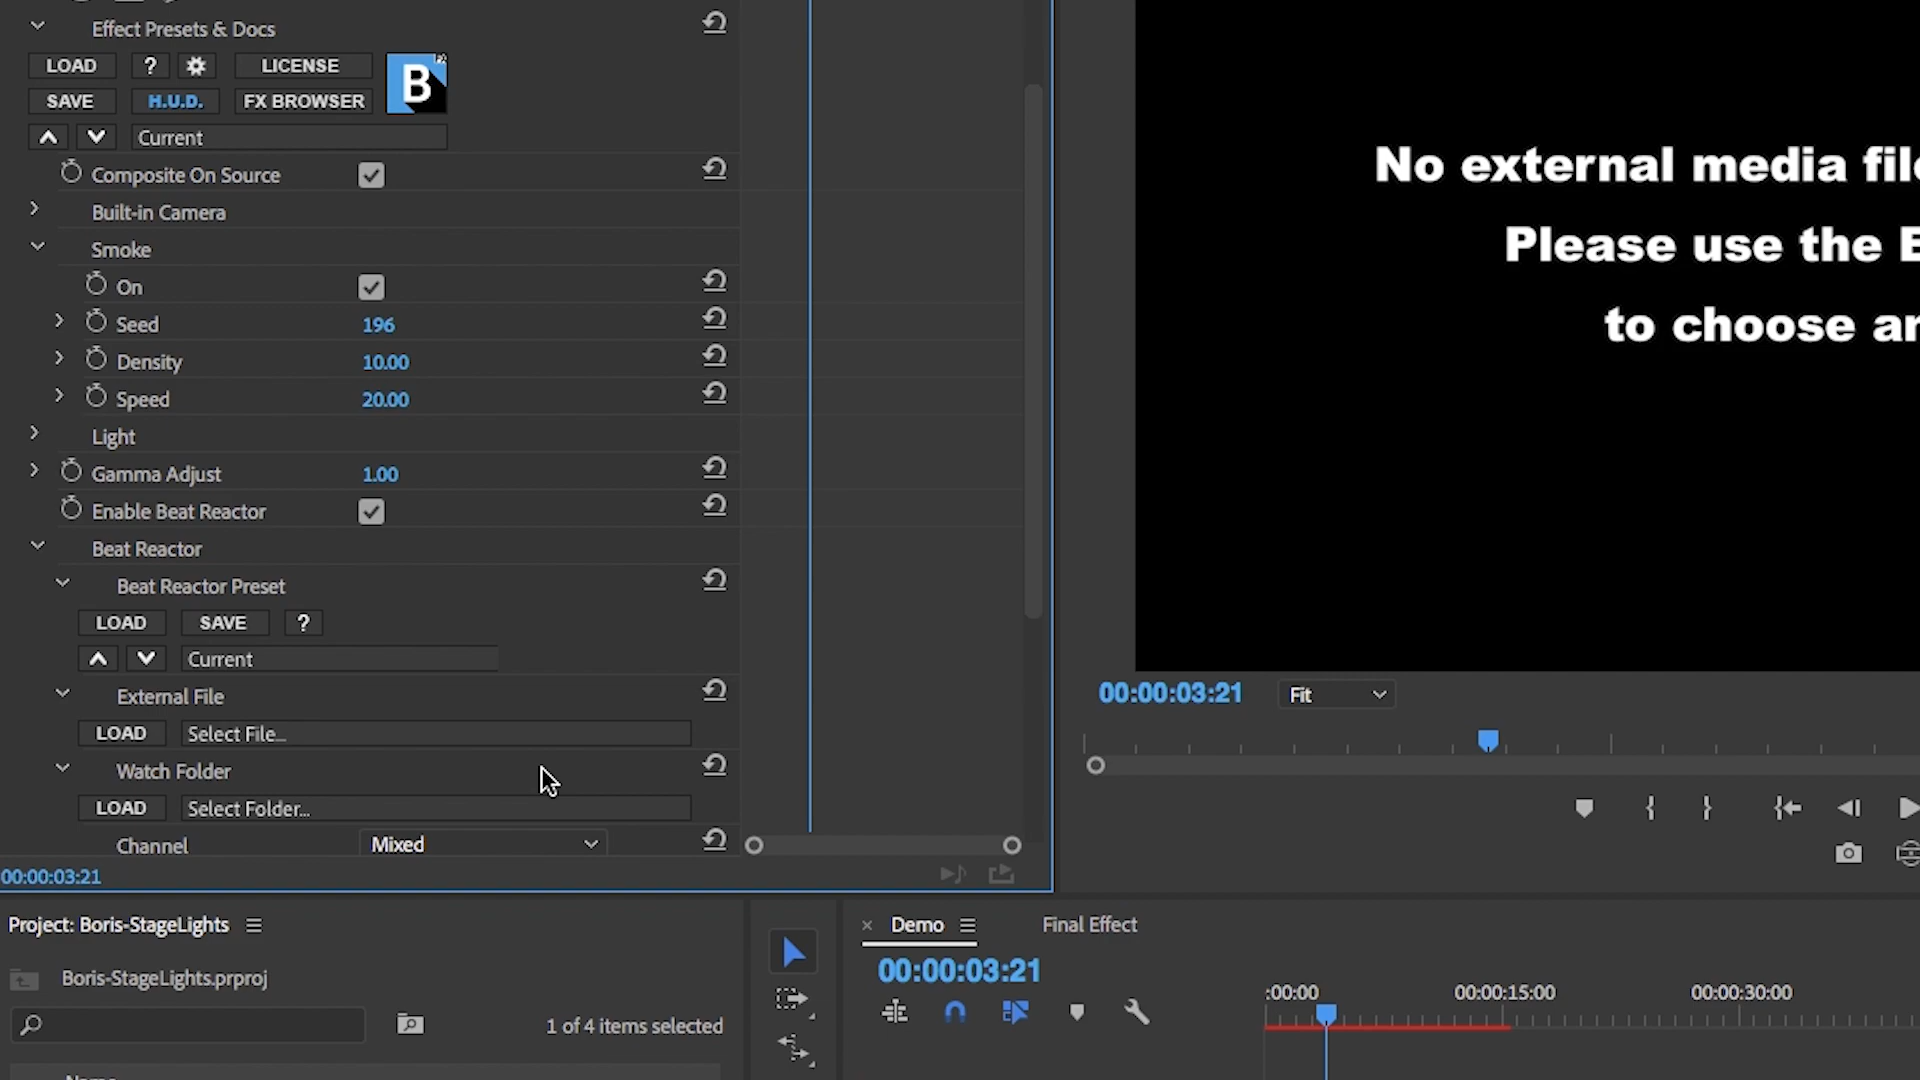 Effect Presets & Docs
LOAD ? LICENSE
SAVE H.U.D. FX BROWSER
B
Current
Composite On Source
Built-in Camera
Smoke
On
Seed 196
Density 10.00
Speed 20.00
Light
Gamma Adjust 1.00
Enable Beat Reactor
Beat Reactor
Beat Reactor Preset
LOAD SAVE ?
Current
External File
LOAD Select File...
Watch Folder
LOAD Select Folder...
Channel Mixed
00:00:03:21
No external media file
Please use the E
to choose an
00:00:03:21 Fit
Project: Boris-StageLights
Boris-StageLights.prproj
1 of 4 items selected
× Demo Final Effect
00:00:03:21
:00:00 00:00:15:00 00:00:30:00